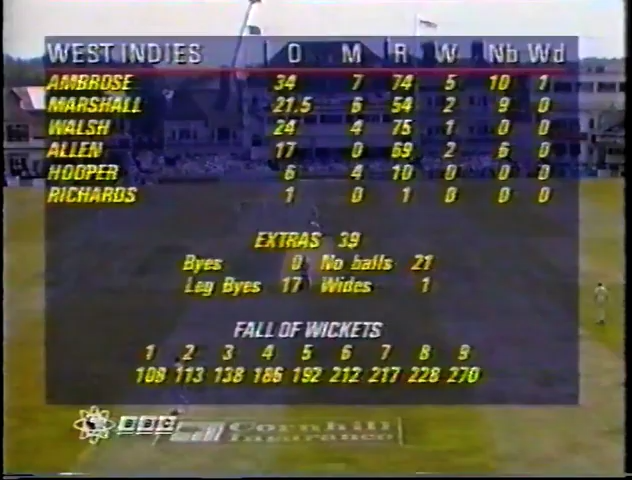 WEST INDIES O M R W Nb Wd
AMBROSE 34 7 74 5 10 1
MARSHALL 21.5 6 54 2 9 0
WALSH 24 4 75 1 0 0
ALLEN 17 0 69 2 6 0
HOOPER 6 4 10 0 0 0
RICHARDS 1 0 1 0 0 0
EXTRAS 39
Byes 0 No balls 21
Leg Byes 17 Wides 1
FALL OF WICKETS
1 2 3 4 5 6 7 8 9
108 113 138 186 192 212 217 228 270
BBC
Cornhill
Insurance